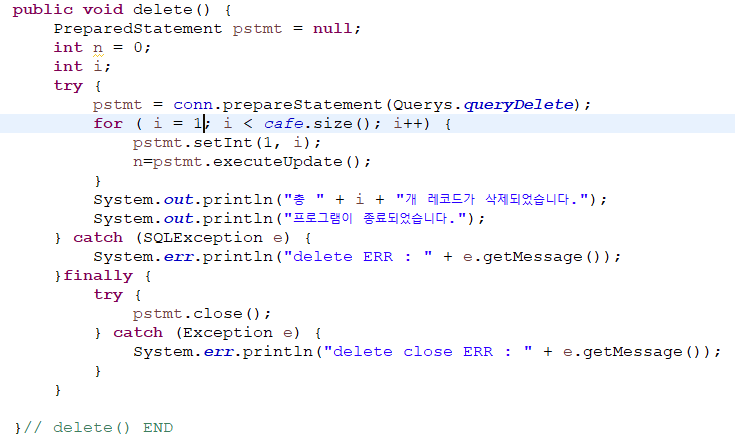 public void delete() {
    PreparedStatement pstmt = null;
    int n = 0;
    int i;
    try {
        pstmt = conn.prepareStatement(Querys.queryDelete);
        for ( i = 1; i < cafe.size(); i++) {
            pstmt.setInt(1, i);
            n=pstmt.executeUpdate();
        }
        System.out.println("총 " + i + "개 레코드가 삭제되었습니다.");
        System.out.println("프로그램이 종료되었습니다.");
    } catch (SQLException e) {
        System.err.println("delete ERR : " + e.getMessage());
    }finally {
        try {
            pstmt.close();
        } catch (Exception e) {
            System.err.println("delete close ERR : " + e.getMessage());
        }
    }
}// delete() END